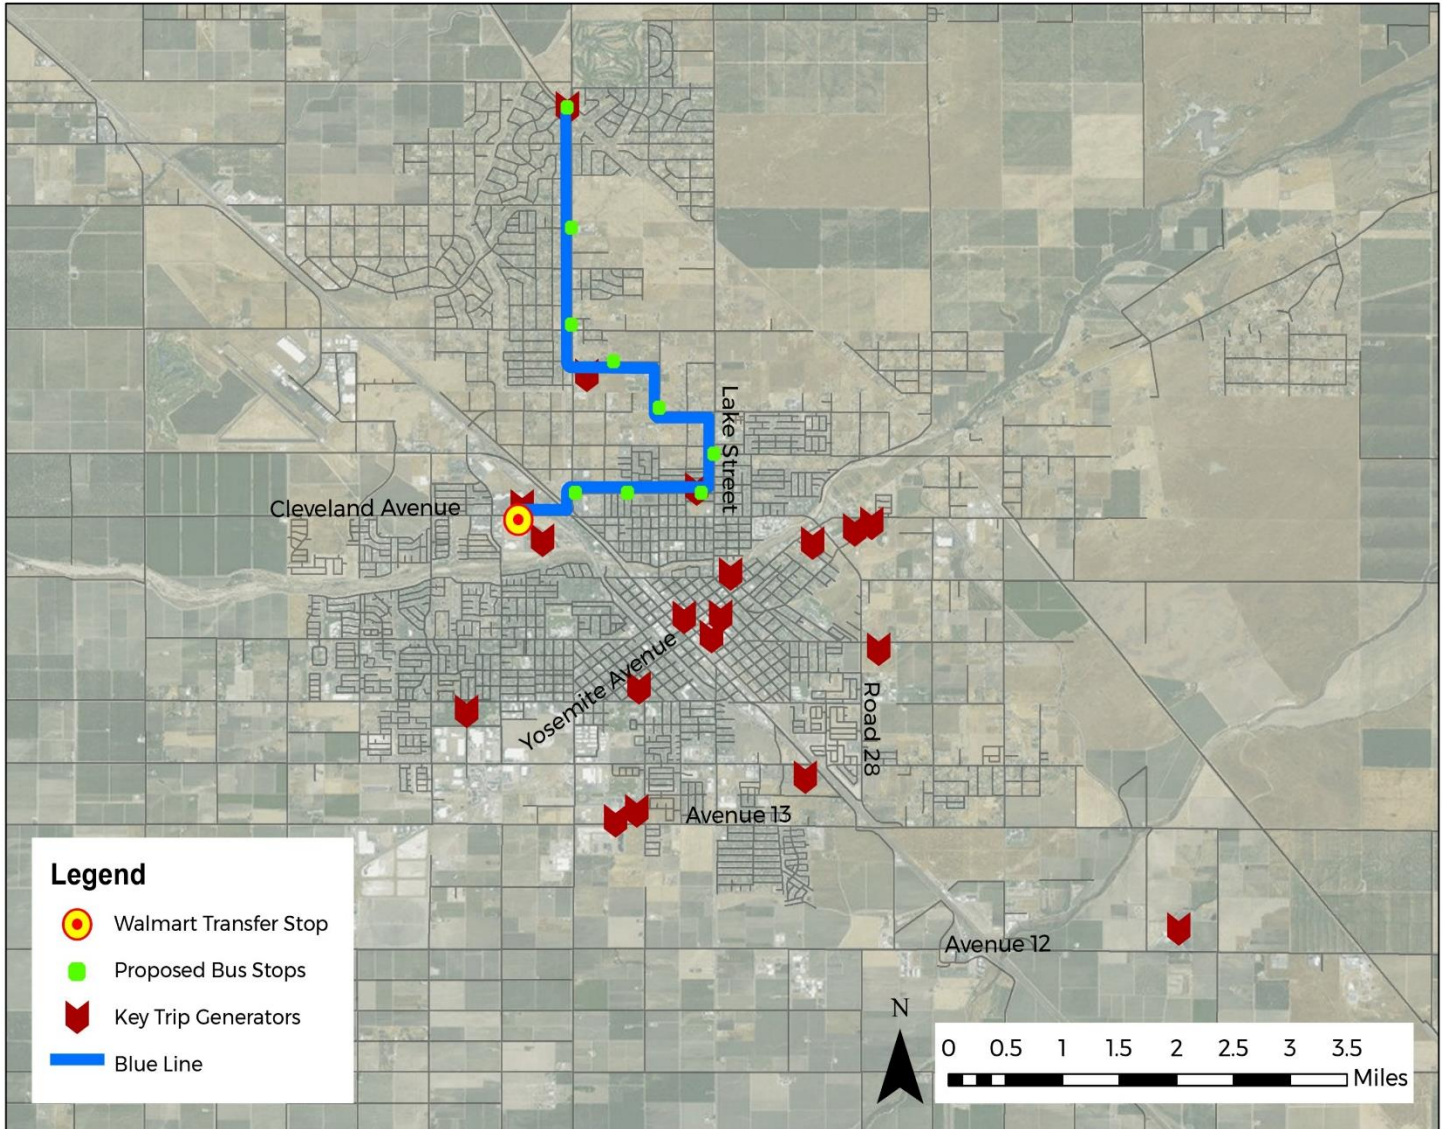 Lake Street
Cleveland Avenue
Yosemite Avenue
Road 28
Avenue 13
Avenue 12
Legend
Walmart Transfer Stop
Proposed Bus Stops
Key Trip Generators
Blue Line
N
0 0.5 1 1.5 2 2.5 3 3.5
Miles